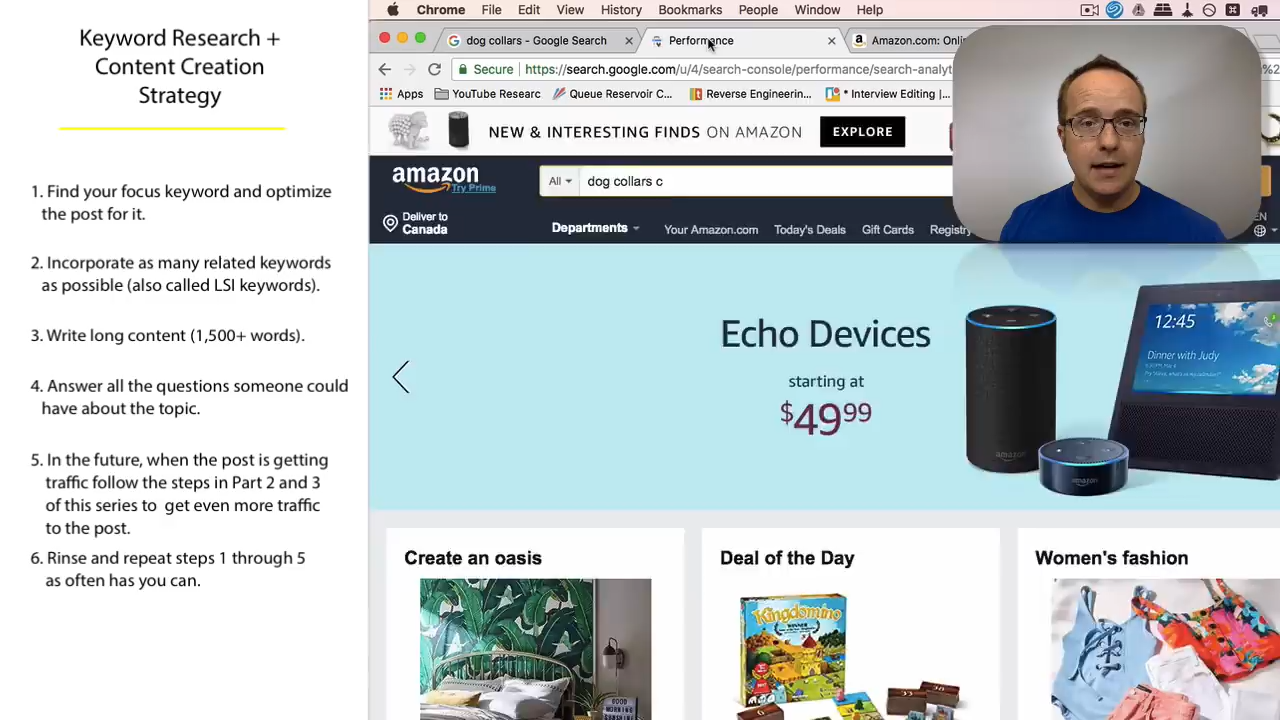 Keyword Research +
Content Creation
Strategy
1. Find your focus keyword and optimize
the post for it.
2. Incorporate as many related keywords
as possible (also called LSI keywords).
3. Write long content (1,500+ words).
4. Answer all the questions someone could
have about the topic.
5. In the future, when the post is getting
traffic follow the steps in Part 2 and 3
of this series to get even more traffic
to the post.
6. Rinse and repeat steps 1 through 5
as often has you can.
Chrome File Edit View History Bookmarks People Window Help
dog collars - Google Search Performance Amazon.com: Onli
Secure https://search.google.com/u/4/search-console/performance/search-analyt
Apps YouTube Researc Queue Reservoir C... Reverse Engineerin... * Interview Editing |...
NEW & INTERESTING FINDS ON AMAZON EXPLORE
amazon
Try Prime
All dog collars c
Deliver to
Canada
Departments Your Amazon.com Today's Deals Gift Cards Registry EN
Echo Devices
starting at
$49 99
12:45
Dinner with Judy
amazon
amazon
Create an oasis Deal of the Day Women's fashion
Kingdomino